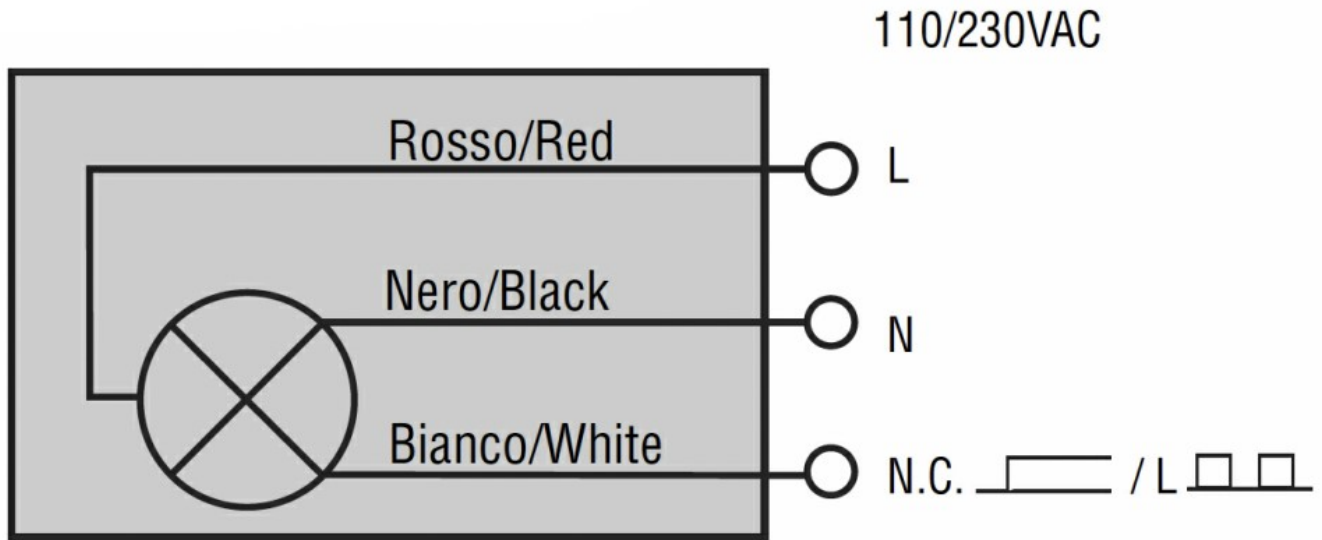 110/230VAC
Rosso/Red
L
Nero/Black
N
Bianco/White
N.C. / L